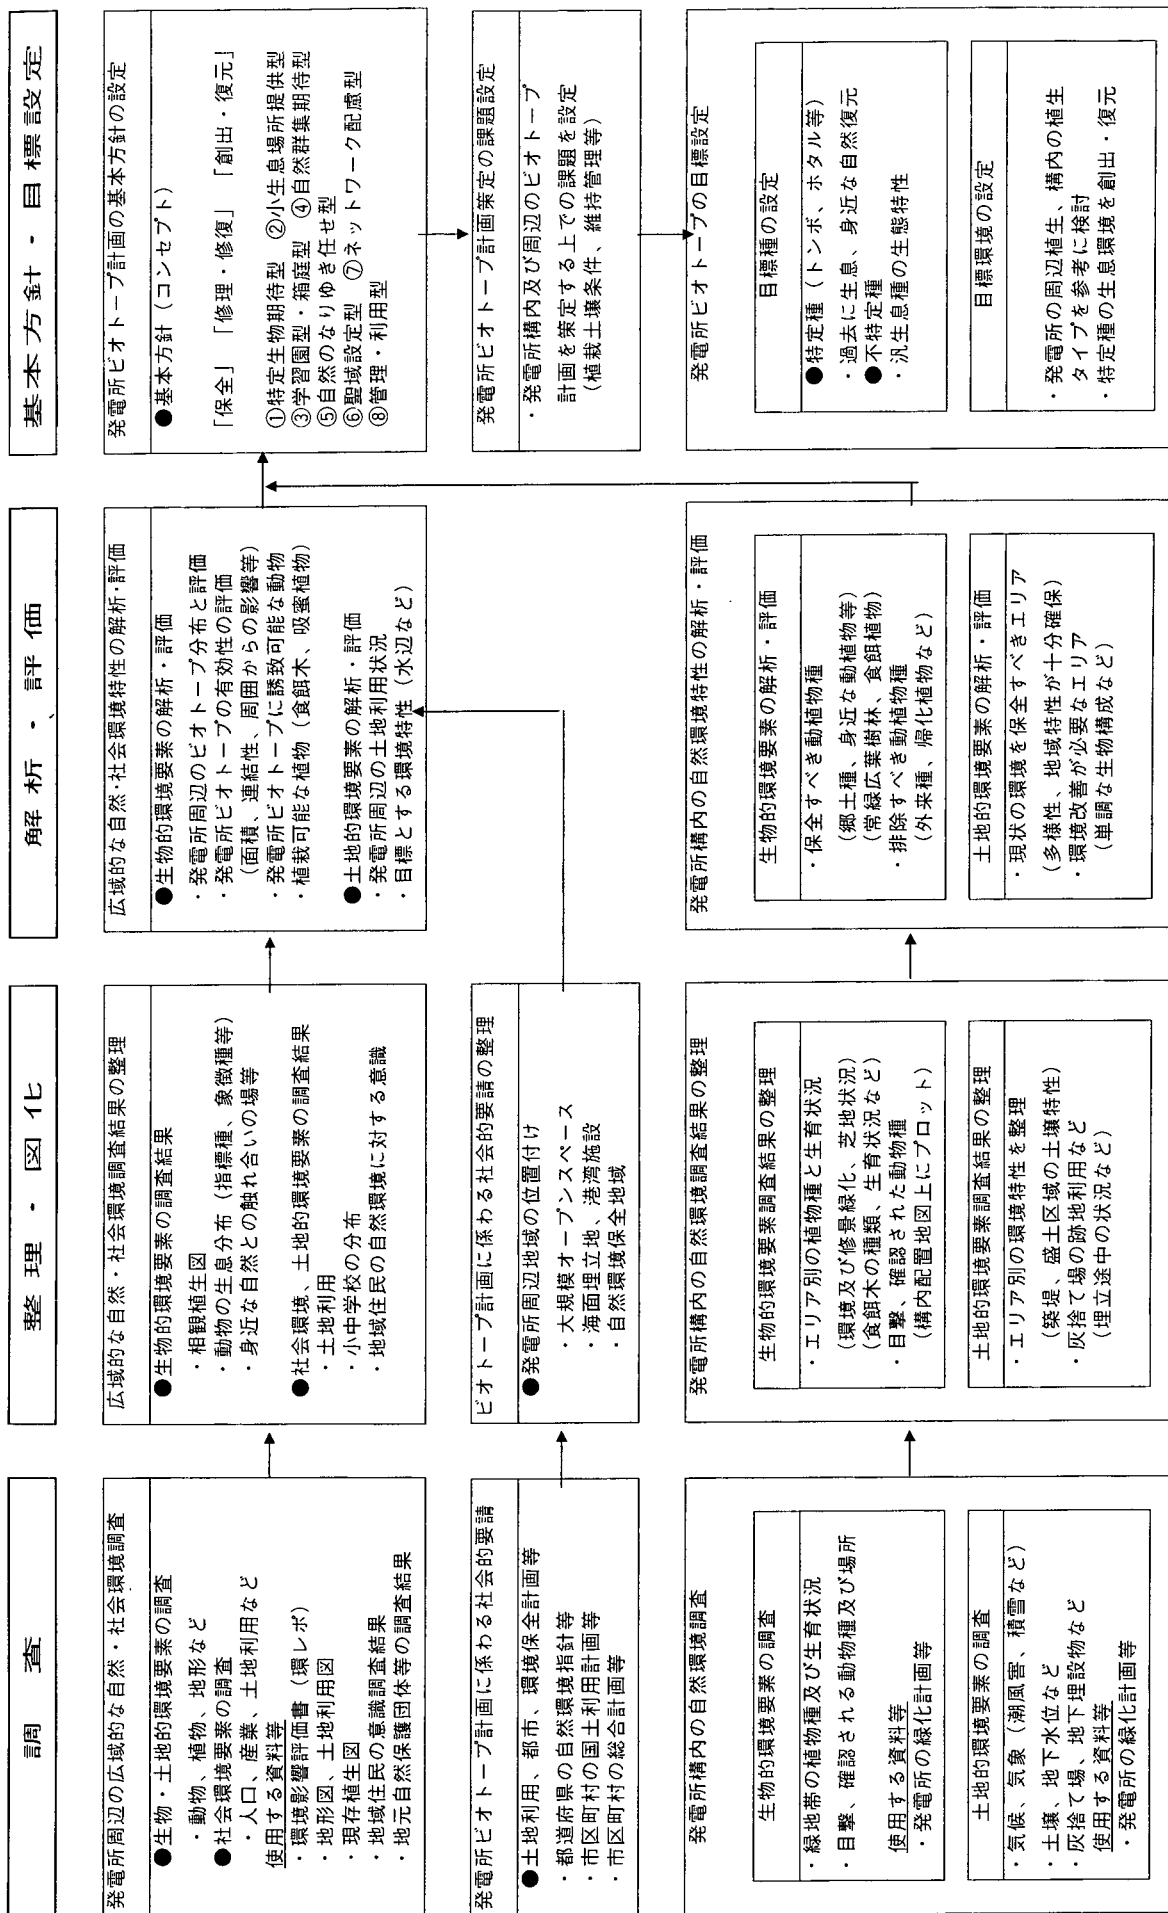 調 査
発電所周辺の広域的な自然・社会環境調査
●生物・土地的環境要素の調査
・動物、植物、地形など
●社会環境要素の調査
・人口、産業、土地利用など
使用する資料等
・環境影響評価書（環レポ）
・地形図、土地利用図
・現存植生図
・地域住民の意識調査結果
・地元自然保護団体等の調査結果
発電所ビオトープ計画に係わる社会的要請
●土地利用、都市、環境保全計画等
・都道府県の自然環境指針等
・市区町村の国土利用計画等
・市区町村の総合計画等
発電所構内の自然環境調査
生物的環境要素の調査
・緑地帯の植物種及び生育状況
・目撃、確認される動物種及び場所
使用する資料等
・発電所の緑化計画等
土地的環境要素の調査
・気候、気象（潮風害、積雪など）
・土壌、地下水位など
・灰捨て場、地下埋設物など
使用する資料等
・発電所の緑化計画等
整 理 ・ 図 化
広域的な自然・社会環境調査結果の整理
●生物的環境要素の調査結果
・相観植生図
・動物の生息分布（指標種、象徴種等）
・身近な自然との触れ合いの場等
●社会環境、土地的環境要素の調査結果
・土地利用
・小中学校の分布
・地域住民の自然環境に対する意識
ビオトープ計画に係わる社会的要請の整理
●発電所周辺地域の位置付け
・大規模オープンスペース
・海面埋立地、港湾施設
・自然環境保全地域
発電所構内の自然環境調査結果の整理
生物的環境要素調査結果の整理
・エリア別の植物種と生育状況
（環境及び修景緑化、芝地状況）
（食餌木の種類、生育状況など）
・目撃、確認された動物種
（構内配置地図上にプロット）
土地的環境要素調査結果の整理
・エリア別の環境特性を整理
（築堤、盛土区域の土壌特性）
・灰捨て場の跡地利用など
（埋立途中の状況など）
解 析 ・ 評 価
広域的な自然・社会環境特性の解析・評価
●生物的環境要素の解析・評価
・発電所周辺のビオトープ分布と評価
・発電所ビオトープの有効性の評価
（面積、連結性、周囲からの影響等）
・発電所ビオトープに誘致可能な動物
・植栽可能な植物（食餌木、吸蜜植物）
●土地的環境要素の解析・評価
・発電所周辺の土地利用状況
・目標とする環境特性（水辺など）
発電所構内の自然環境特性の解析・評価
生物的環境要素の解析・評価
・保全すべき動植物種
（郷土種、身近な動植物等）
（常緑広葉樹林、食餌植物）
・排除すべき動植物種
（外来種、帰化植物など）
土地的環境要素の解析・評価
・現状の環境を保全すべきエリア
（多様性、地域特性が十分確保）
・環境改善が必要なエリア
（単調な生物構成など）
基本方針・目標設定
発電所ビオトープ計画の基本方針の設定
●基本方針（コンセプト）
「保全」「修理・修復」「創出・復元」
①特定生物期待型 ②小生息場所提供型
③学習園型・箱庭型 ④自然群集期待型
⑤自然のなりゆき任せ型
⑥聖域設定型 ⑦ネットワーク配慮型
⑧管理・利用型
発電所ビオトープ計画策定の課題設定
・発電所構内及び周辺のビオトープ
計画を策定する上での課題を設定
（植栽土壌条件、維持管理等）
発電所ビオトープの目標設定
目標種の設定
●特定種（トンボ、ホタル等）
・過去に生息、身近な自然復元
●不特定種
・汎生息種の生態特性
目標環境の設定
・発電所の周辺植生、構内の植生
タイプを参考に検討
・特定種の生息環境を創出・復元